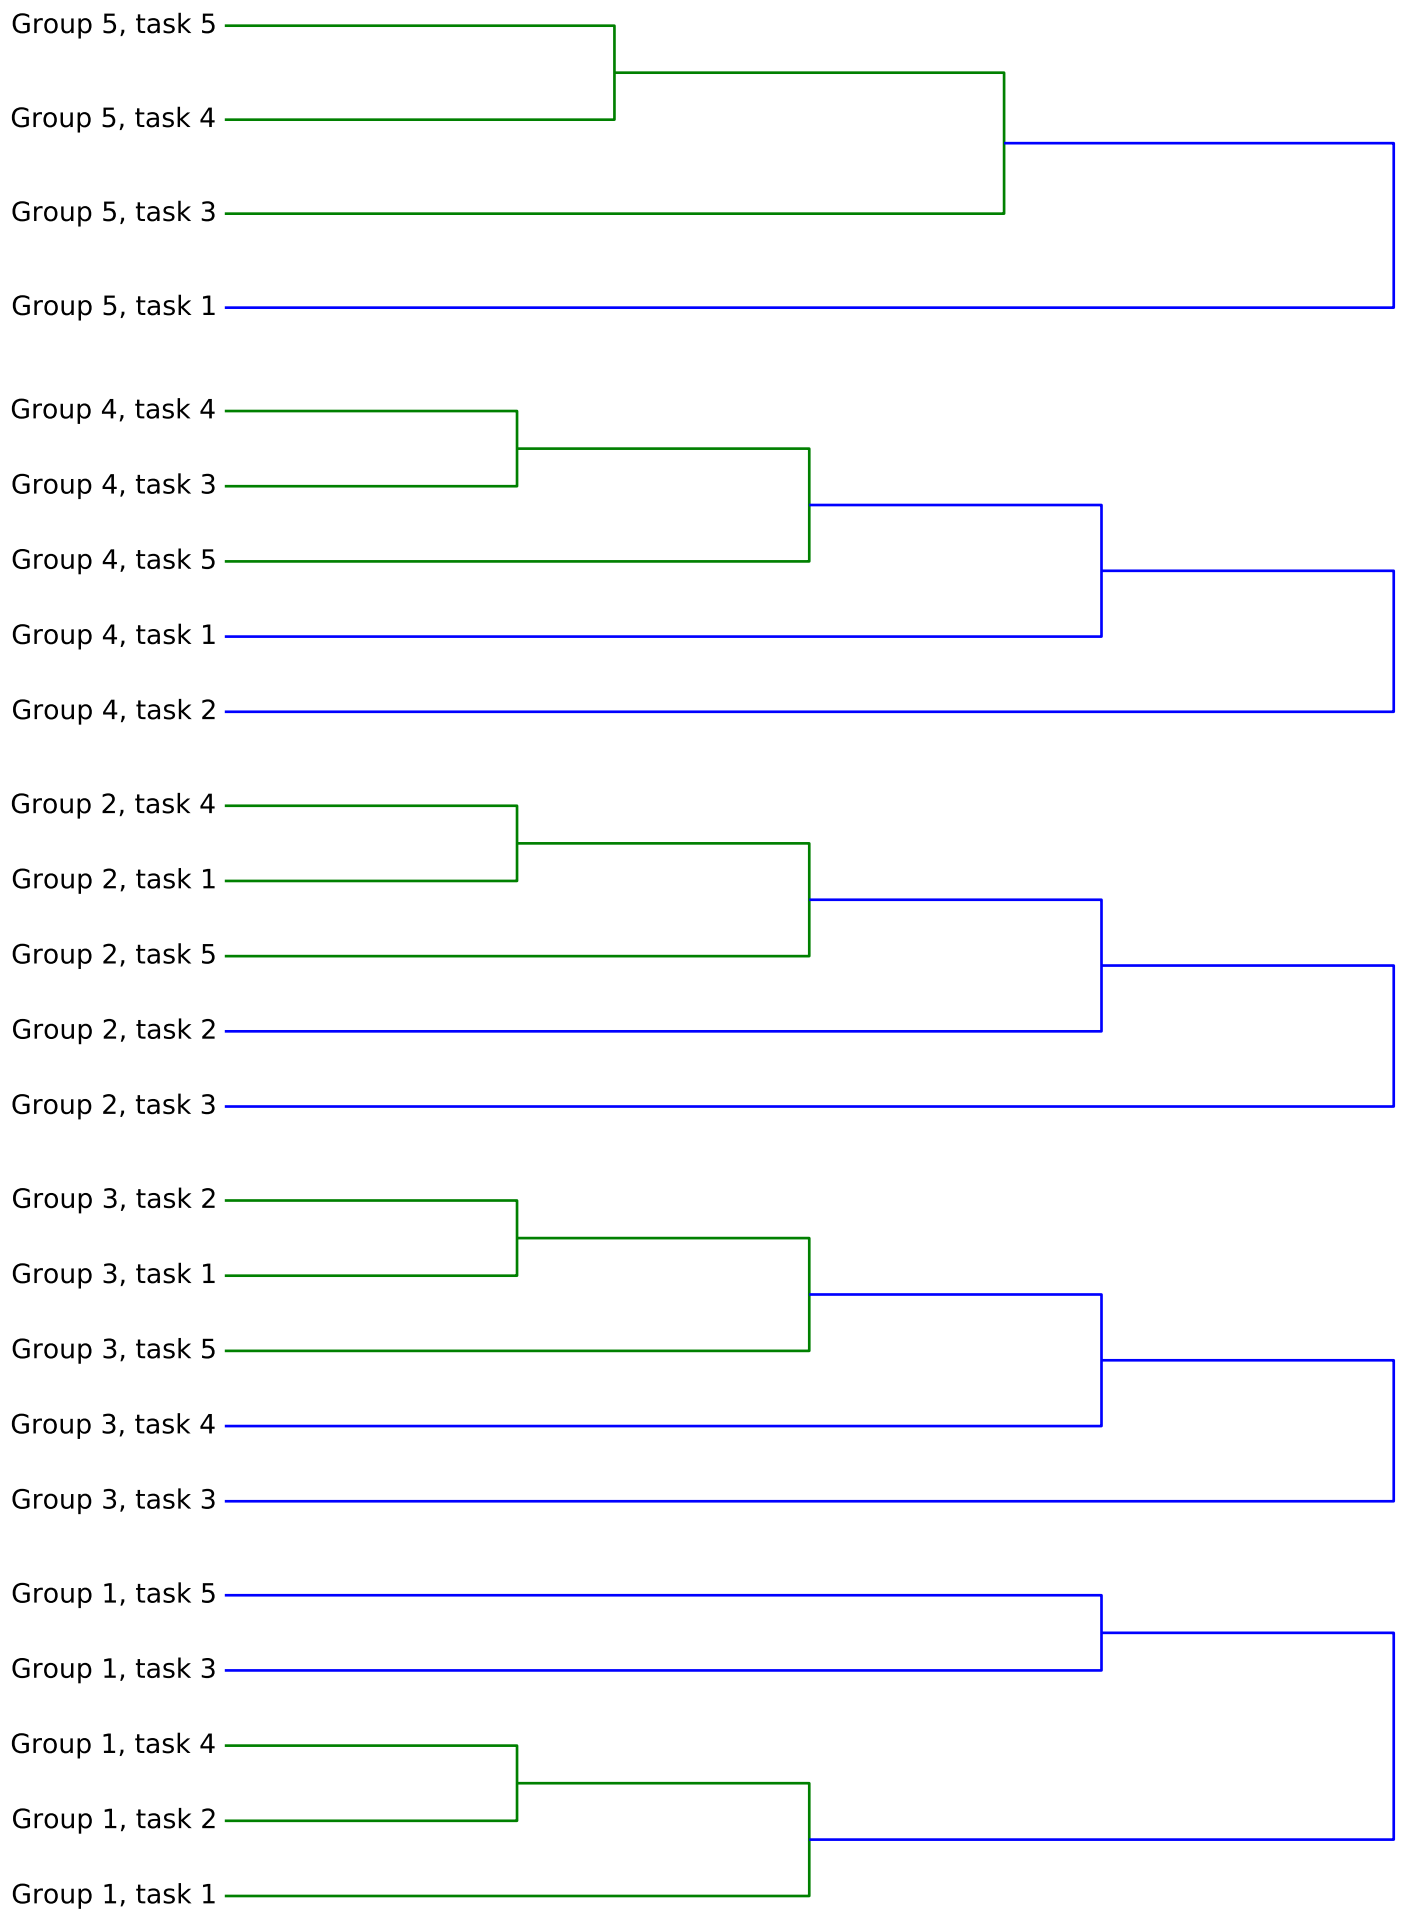 Group 5, task 5
Group 5, task 4
Group 5, task 3
Group 5, task 1
Group 4, task 4
Group 4, task 3
Group 4, task 5
Group 4, task 1
Group 4, task 2
Group 2, task 4
Group 2, task 1
Group 2, task 5
Group 2, task 2
Group 2, task 3
Group 3, task 2
Group 3, task 1
Group 3, task 5
Group 3, task 4
Group 3, task 3
Group 1, task 5
Group 1, task 3
Group 1, task 4
Group 1, task 2
Group 1, task 1